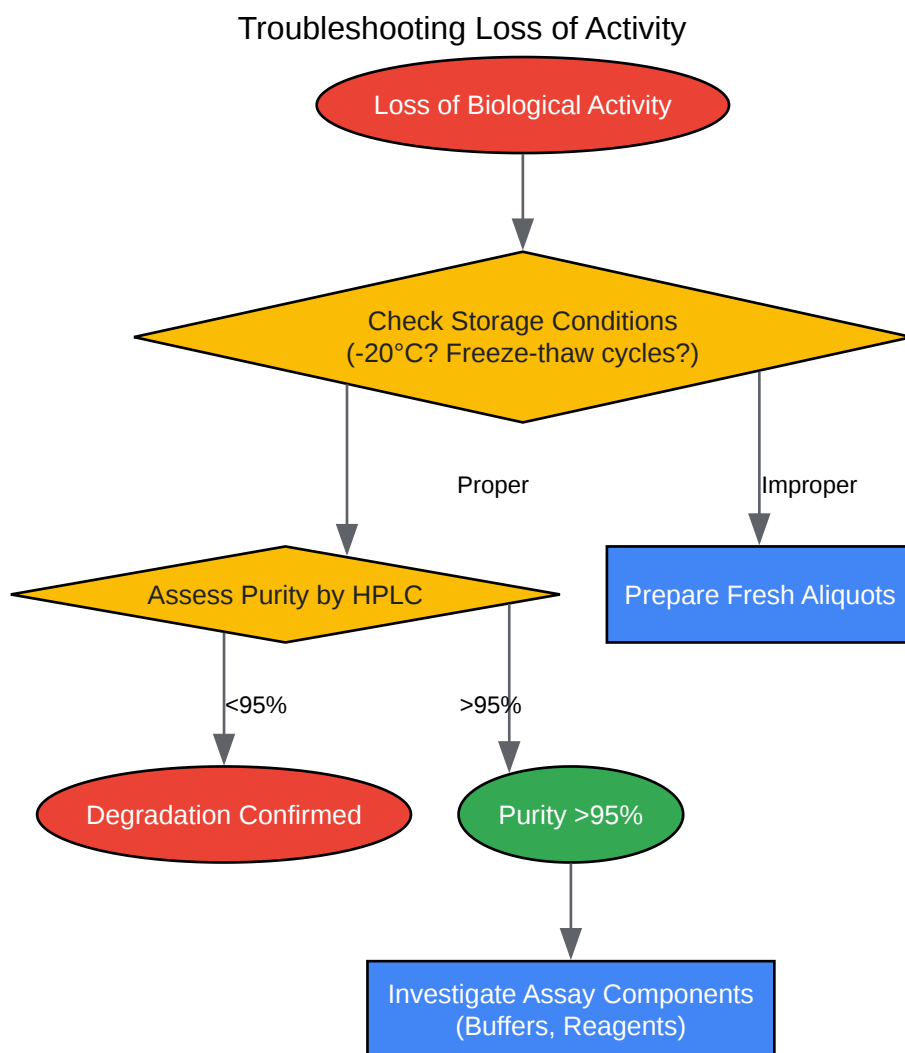 Troubleshooting Loss of Activity
Loss of Biological Activity
Check Storage Conditions
(-20°C? Freeze-thaw cycles?)
Proper
Improper
Assess Purity by HPLC
Prepare Fresh Aliquots
<95%
>95%
Degradation Confirmed
Purity >95%
Investigate Assay Components
(Buffers, Reagents)